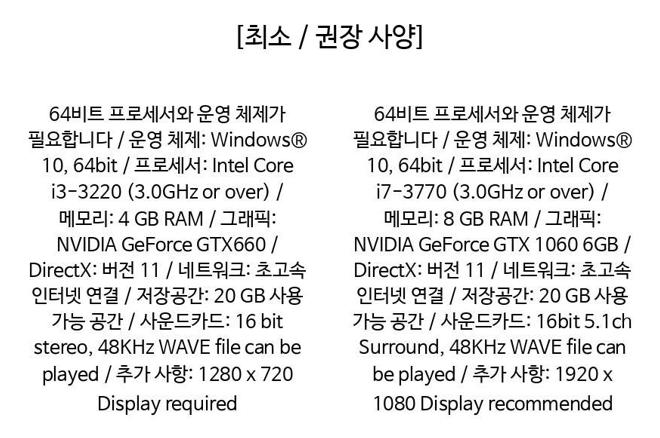 [최소 / 권장 사양]
64비트 프로세서와 운영 체제가
필요합니다 / 운영 체제: Windows®
10, 64bit / 프로세서: Intel Core
i3-3220 (3.0GHz or over) /
메모리: 4 GB RAM / 그래픽:
NVIDIA GeForce GTX660 /
DirectX: 버전 11 / 네트워크: 초고속
인터넷 연결 / 저장공간: 20 GB 사용
가능 공간 / 사운드카드: 16 bit
stereo, 48KHz WAVE file can be
played / 추가 사항: 1280 x 720
Display required
64비트 프로세서와 운영 체제가
필요합니다 / 운영 체제: Windows®
10, 64bit / 프로세서: Intel Core
i7-3770 (3.0GHz or over) /
메모리: 8 GB RAM / 그래픽:
NVIDIA GeForce GTX 1060 6GB /
DirectX: 버전 11 / 네트워크: 초고속
인터넷 연결 / 저장공간: 20 GB 사용
가능 공간 / 사운드카드: 16bit 5.1ch
Surround, 48KHz WAVE file can
be played / 추가 사항: 1920 x
1080 Display recommended